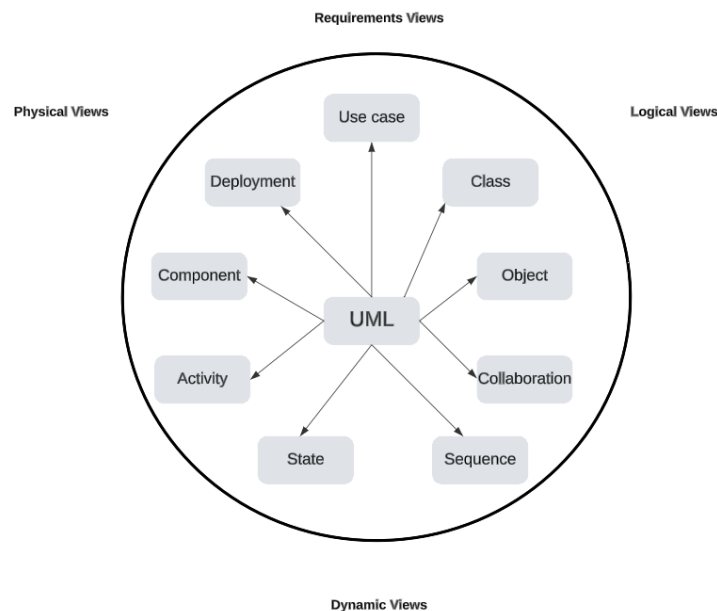 Requirements Views
Physical Views
Logical Views
Use case
Deployment
Class
Component
Object
UML
Activity
Collaboration
State
Sequence
Dynamic Views